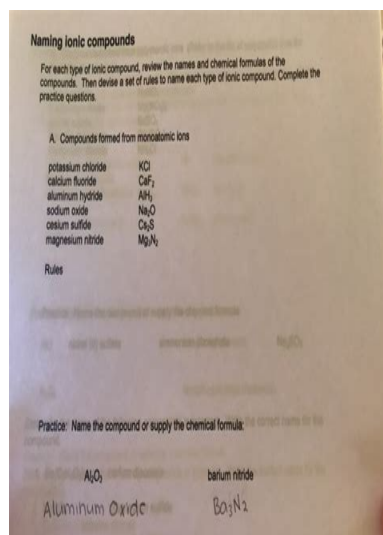 Naming ionic compounds
For each type of ionic compound, review the names and chemical formulas of the
compounds. Then devise a set of rules to name each type of ionic compound. Complete the
practice questions.
A. Compounds formed from monoatomic ions
potassium chloride KCl
calcium fluoride CaF₂
aluminum hydride AlH₃
sodium oxide Na₂O
cesium sulfide Cs₂S
magnesium nitride Mg₃N₂
Rules
Practice: Name the compound or supply the chemical formula:
Al₂O₃ barium nitride
Aluminum Oxide Ba₃N₂